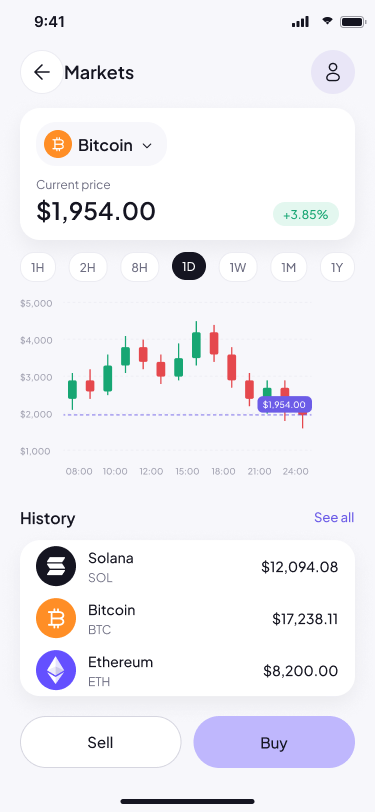 9:41
Markets
Bitcoin
Current price
$1,954.00
+3.85%
1H 2H 8H 1D 1W 1M 1Y
$5,000
$4,000
$3,000
$1,954.00
$2,000
$1,000
08:00 10:00 12:00 15:00 18:00 21:00 24:00
History See all
Solana
SOL
$12,094.08
Bitcoin
BTC
$17,238.11
Ethereum
ETH
$8,200.00
Sell Buy